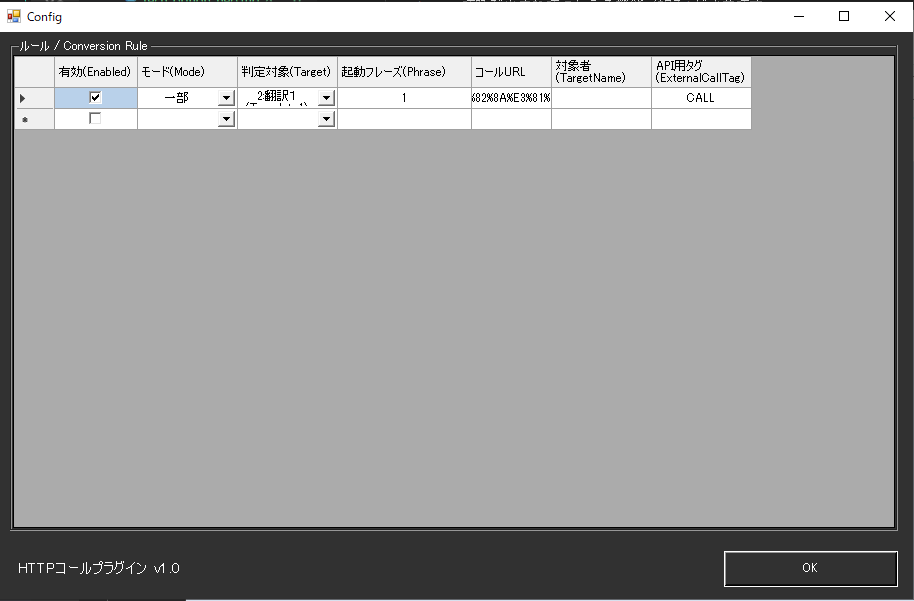 Config
ルール / Conversion Rule
有効(Enabled) モード(Mode) 判定対象(Target) 起動フレーズ(Phrase) コールURL 対象者 (TargetName) API用タグ (ExternalCallTag)
一部 2:翻訳1 1 82%8A%E3%81% CALL
HTTPコールプラグイン v1.0
OK